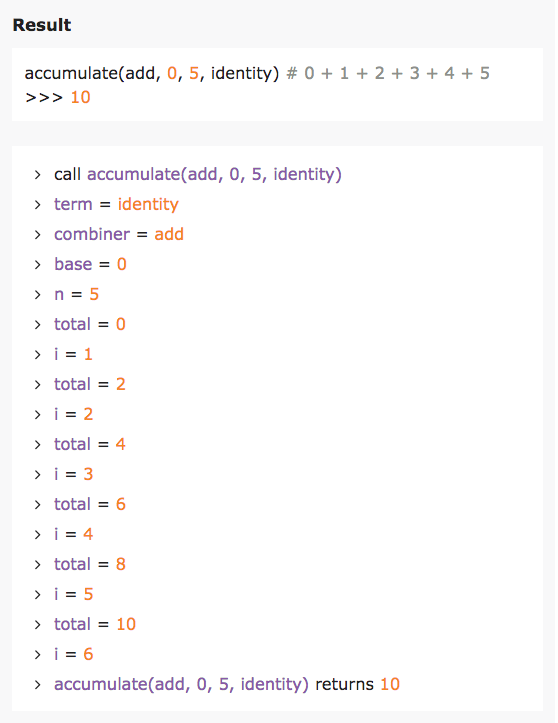 Result
accumulate(add, 0, 5, identity) # 0 + 1 + 2 + 3 + 4 + 5
>>> 10
> call accumulate(add, 0, 5, identity)
> term = identity
> combiner = add
> base = 0
> n = 5
> total = 0
> i = 1
> total = 2
> i = 2
> total = 4
> i = 3
> total = 6
> i = 4
> total = 8
> i = 5
> total = 10
> i = 6
> accumulate(add, 0, 5, identity) returns 10